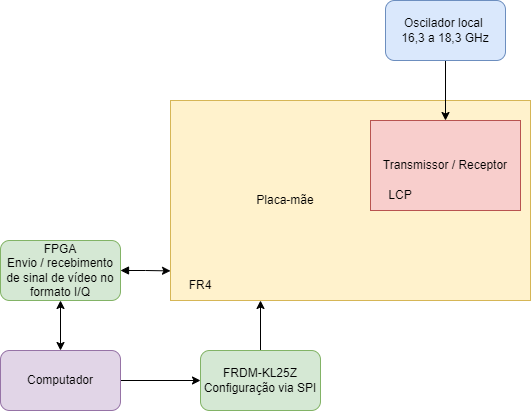 Oscilador local
16,3 a 18,3 GHz
Transmissor / Receptor
LCP
Placa-mãe
FR4
FPGA
Envio / recebimento
de sinal de vídeo no
formato I/Q
Computador
FRDM-KL25Z
Configuração via SPI